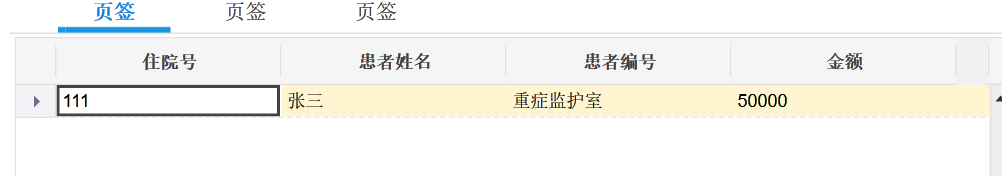 页签 页签 页签
住院号 患者姓名 患者编号 金额
111 张三 重症监护室 50000